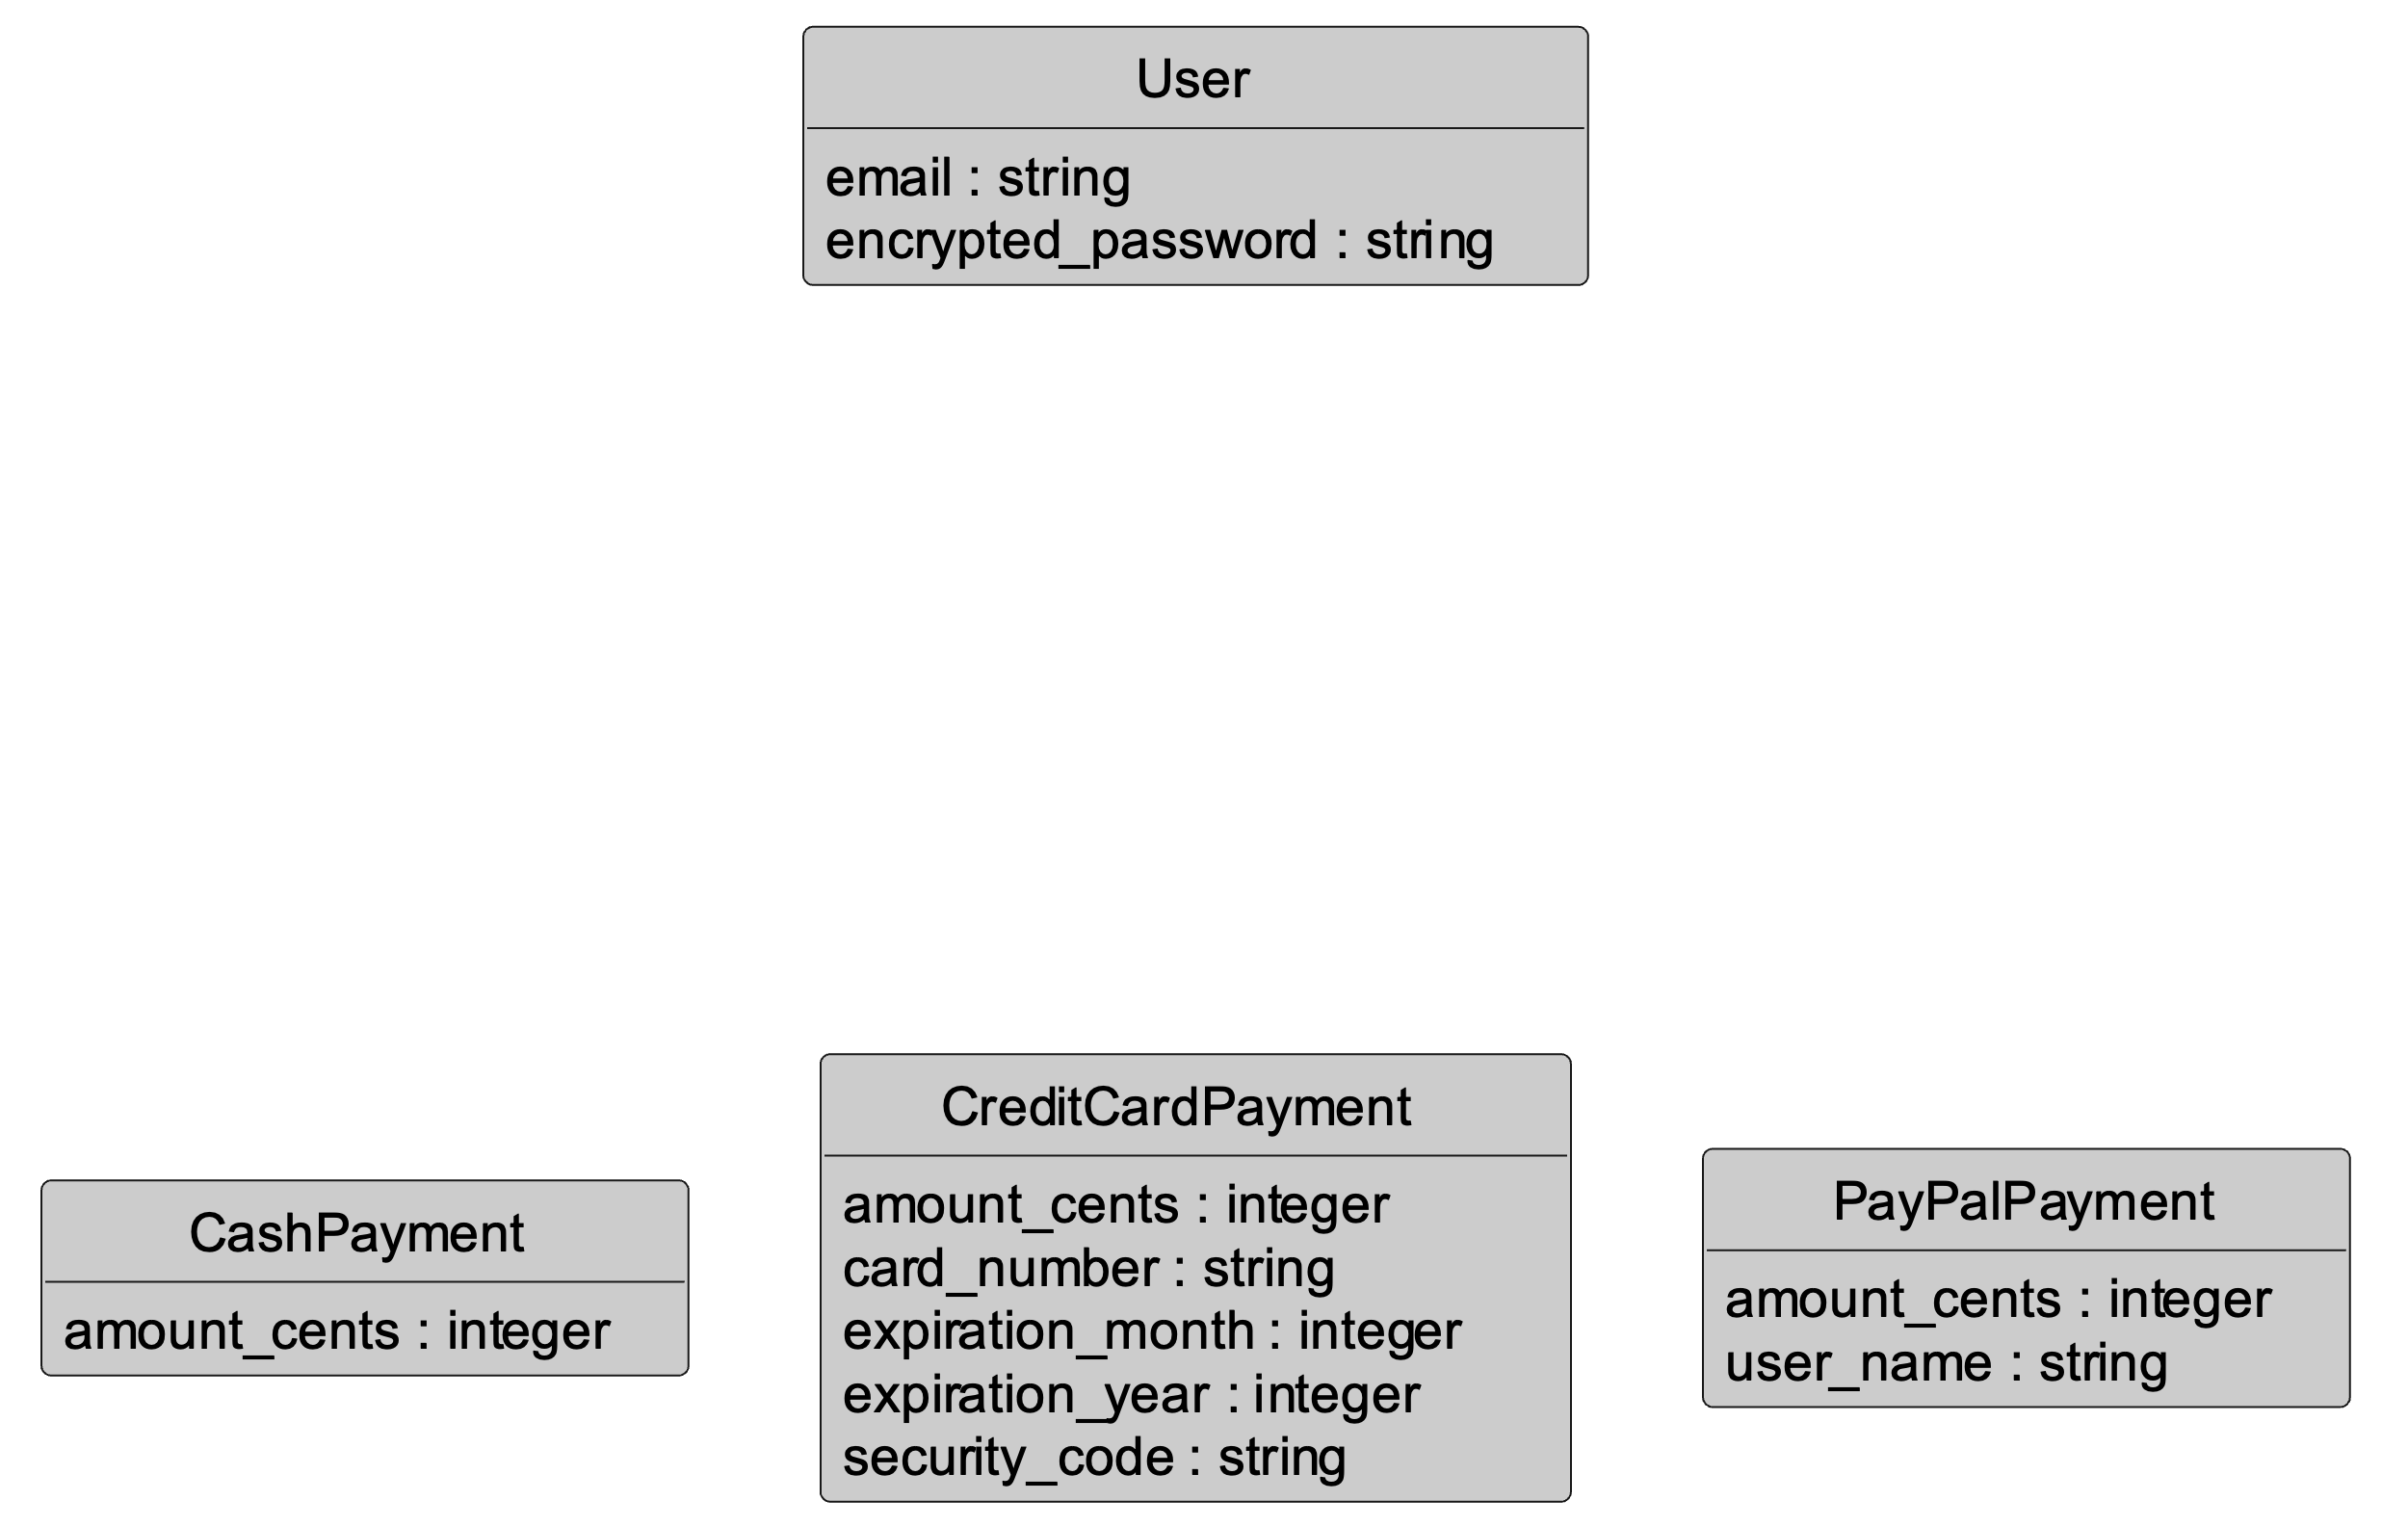 User
email : string
encrypted_password : string
CashPayment
amount_cents : integer
CreditCardPayment
amount_cents : integer
card_number : string
expiration_month : integer
expiration_year : integer
security_code : string
PayPalPayment
amount_cents : integer
user_name : string